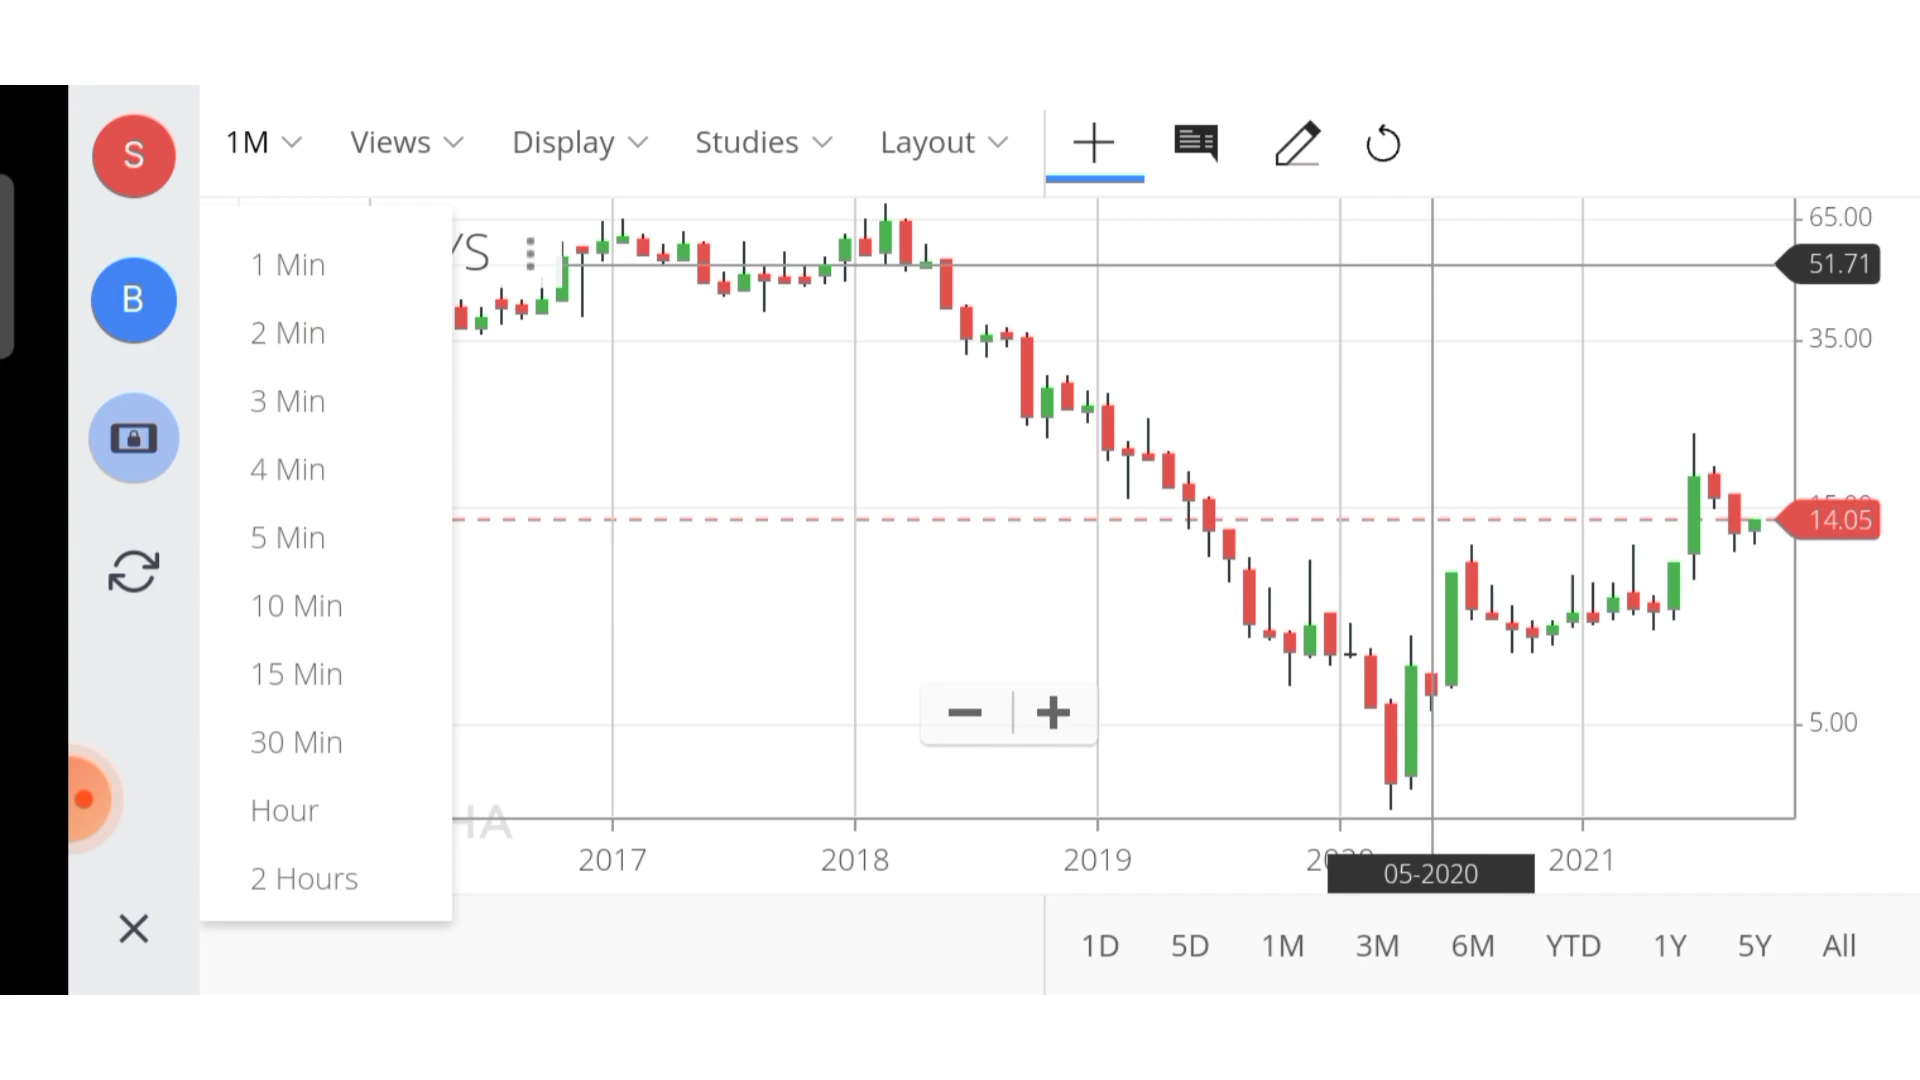 S
1M Views Display Studies Layout
B
1 Min
2 Min
3 Min
4 Min
5 Min
10 Min
15 Min
30 Min
Hour
2 Hours
/S
HA
65.00
51.71
35.00
14.05
5.00
2017 2018 2019 2021
05-2020
1D 5D 1M 3M 6M YTD 1Y 5Y All